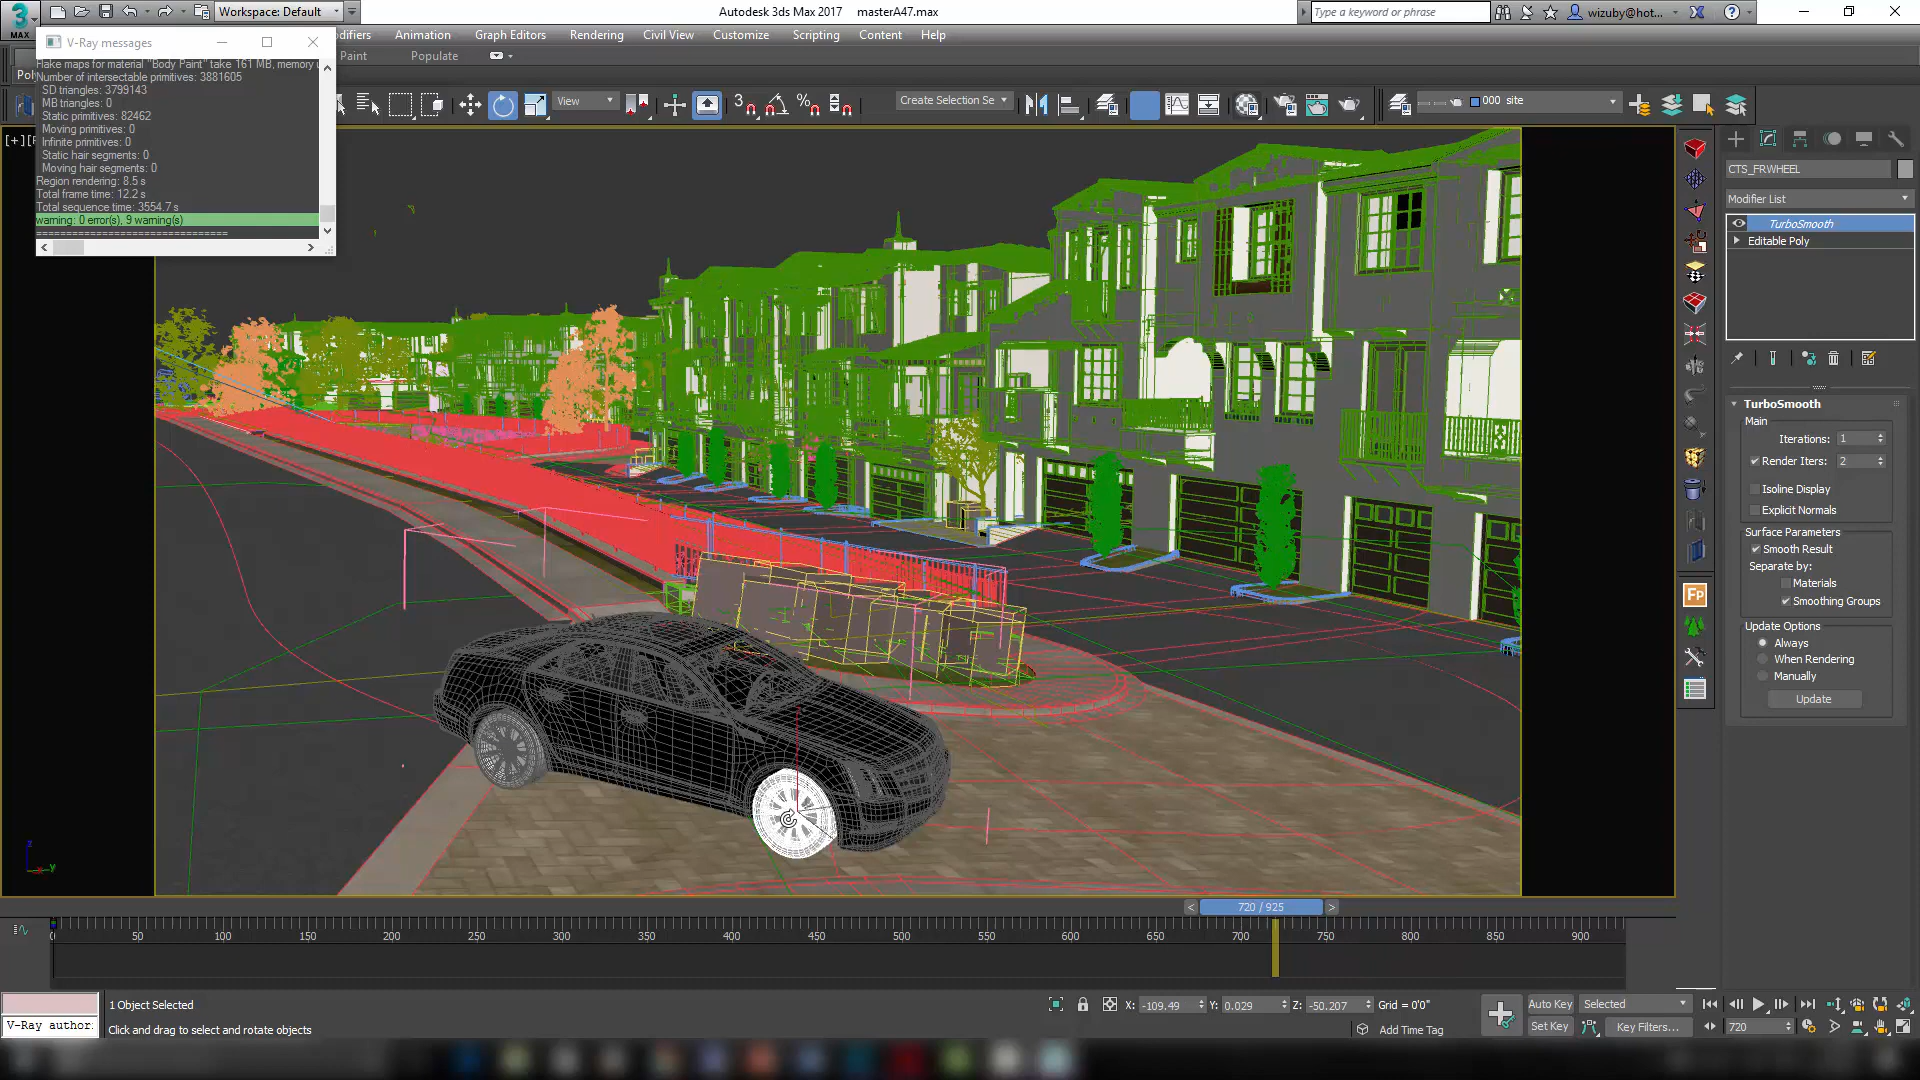 Workspace: Default
Autodesk 3ds Max 2017 masterA47.max
Type a keyword or phrase
wizuby@hot...
MAX
V-Ray messages
difiers Animation Graph Editors Rendering Civil View Customize Scripting Content Help
Paint Populate
Flake maps for material "Body Paint" take 161 MB, memory u
Number of intersectable primitives: 3881605
SD triangles: 3799143
MB triangles: 0
Static primitives: 82462
Moving primitives: 0
Infinite primitives: 0
Static hair segments: 0
Moving hair segments: 0
Region rendering: 8.5 s
Total frame time: 12.2 s
Total sequence time: 3554.7 s
warning: 0 error(s), 9 warning(s)
==============================
View
Create Selection Se
000 site
[+] [
CTS_FRWHEEL
Modifier List
TurboSmooth
Editable Poly
TurboSmooth
Main
Iterations: 1
Render Iters: 2
Isoline Display
Explicit Normals
Surface Parameters
Smooth Result
Separate by:
Materials
Smoothing Groups
Update Options
Always
When Rendering
Manually
Update
Fp
z
x y
< 720 / 925 >
0 50 100 150 200 250 300 350 400 450 500 550 600 650 700 750 800 850 900
1 Object Selected
X: -109.49 Y: 0.029 Z: -50.207 Grid = 0'0"
Auto Key Selected
V-Ray author:
Click and drag to select and rotate objects
Add Time Tag
Set Key Key Filters... 720